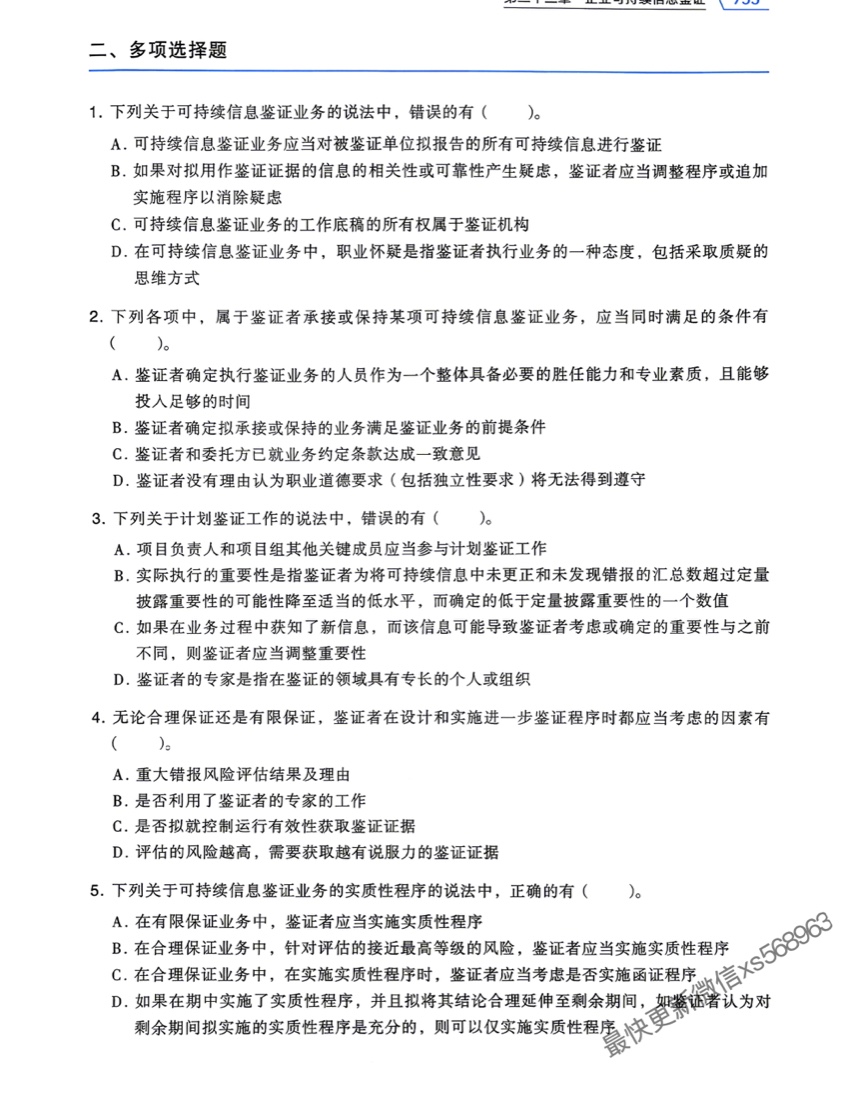 二、多项选择题
1. 下列关于可持续信息鉴证业务的说法中，错误的有（　　）。
A. 可持续信息鉴证业务应当对被鉴证单位拟报告的所有可持续信息进行鉴证
B. 如果对拟用作鉴证证据的信息的相关性或可靠性产生疑虑，鉴证者应当调整程序或追加
实施程序以消除疑虑
C. 可持续信息鉴证业务的工作底稿的所有权属于鉴证机构
D. 在可持续信息鉴证业务中，职业怀疑是指鉴证者执行业务的一种态度，包括采取质疑的
思维方式
2. 下列各项中，属于鉴证者承接或保持某项可持续信息鉴证业务，应当同时满足的条件有
（　　）。
A. 鉴证者确定执行鉴证业务的人员作为一个整体具备必要的胜任能力和专业素质，且能够
投入足够的时间
B. 鉴证者确定拟承接或保持的业务满足鉴证业务的前提条件
C. 鉴证者和委托方已就业务约定条款达成一致意见
D. 鉴证者没有理由认为职业道德要求（包括独立性要求）将无法得到遵守
3. 下列关于计划鉴证工作的说法中，错误的有（　　）。
A. 项目负责人和项目组其他关键成员应当参与计划鉴证工作
B. 实际执行的重要性是指鉴证者为将可持续信息中未更正和未发现错报的汇总数超过定量
披露重要性的可能性降至适当的低水平，而确定的低于定量披露重要性的一个数值
C. 如果在业务过程中获知了新信息，而该信息可能导致鉴证者考虑或确定的重要性与之前
不同，则鉴证者应当调整重要性
D. 鉴证者的专家是指在鉴证的领域具有专长的个人或组织
4. 无论合理保证还是有限保证，鉴证者在设计和实施进一步鉴证程序时都应当考虑的因素有
（　　）。
A. 重大错报风险评估结果及理由
B. 是否利用了鉴证者的专家的工作
C. 是否拟就控制运行有效性获取鉴证证据
D. 评估的风险越高，需要获取越有说服力的鉴证证据
5. 下列关于可持续信息鉴证业务的实质性程序的说法中，正确的有（　　）。
A. 在有限保证业务中，鉴证者应当实施实质性程序
B. 在合理保证业务中，针对评估的接近最高等级的风险，鉴证者应当实施实质性程序
C. 在合理保证业务中，在实施实质性程序时，鉴证者应当考虑是否实施函证程序
D. 如果在期中实施了实质性程序，并且拟将其结论合理延伸至剩余期间，如鉴证者认为对
剩余期间拟实施的实质性程序是充分的，则可以仅实施实质性程序
最快更新微信xs568963